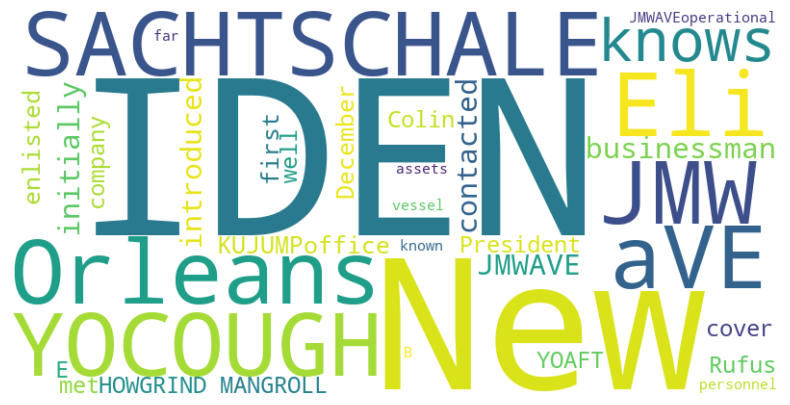 JMWAVEoperational
SACHTSCHALE knows
far
IDEN Eli
enlisted initially company introduced first well December Colin contacted businessman
assets
JMW
vessel
Orleans KUJUMPoffice known President aVE
JMWAVE
YOCOUGH New
B cover
E YOAFT Rufus
met HOWGRIND MANGROLL personnel